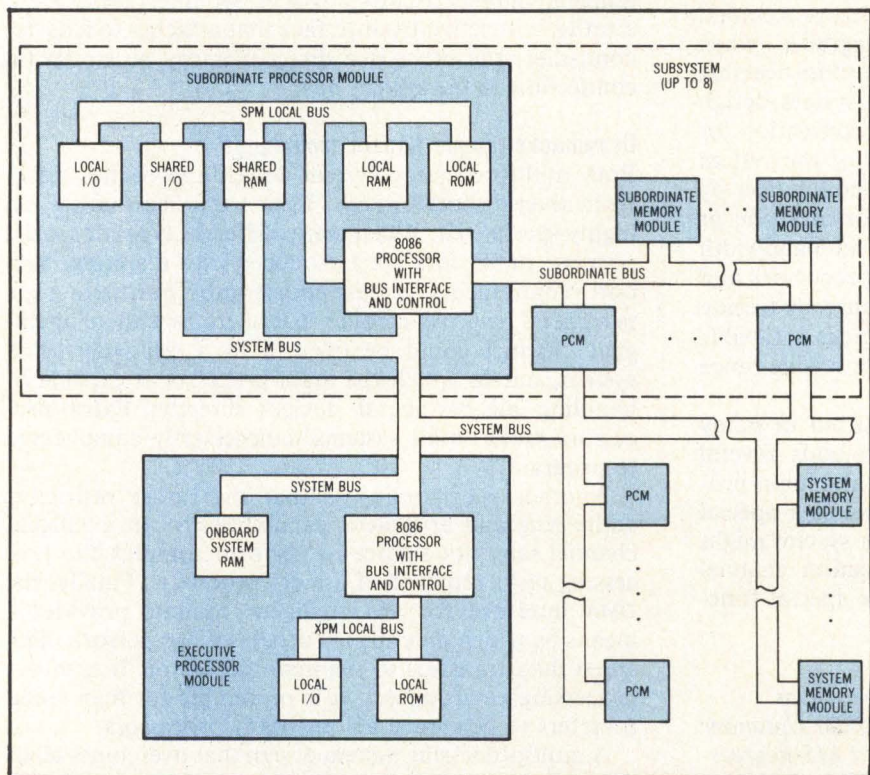 SUBORDINATE PROCESSOR MODULE
SUBSYSTEM
(UP TO 8)
SPM LOCAL BUS
LOCAL
I/O
SHARED
I/O
SHARED
RAM
LOCAL
RAM
LOCAL
ROM
8086
PROCESSOR
WITH
BUS INTERFACE
AND CONTROL
SUBORDINATE
MEMORY
MODULE
SUBORDINATE
MEMORY
MODULE
SUBORDINATE BUS
PCM
PCM
SYSTEM BUS
SYSTEM BUS
SYSTEM BUS
ONBOARD
SYSTEM
RAM
8086
PROCESSOR
WITH
BUS INTERFACE
AND CONTROL
PCM
SYSTEM
MEMORY
MODULE
XPM LOCAL BUS
EXECUTIVE
PROCESSOR
MODULE
LOCAL
I/O
LOCAL
ROM
PCM
PCM
SYSTEM
MEMORY
MODULE